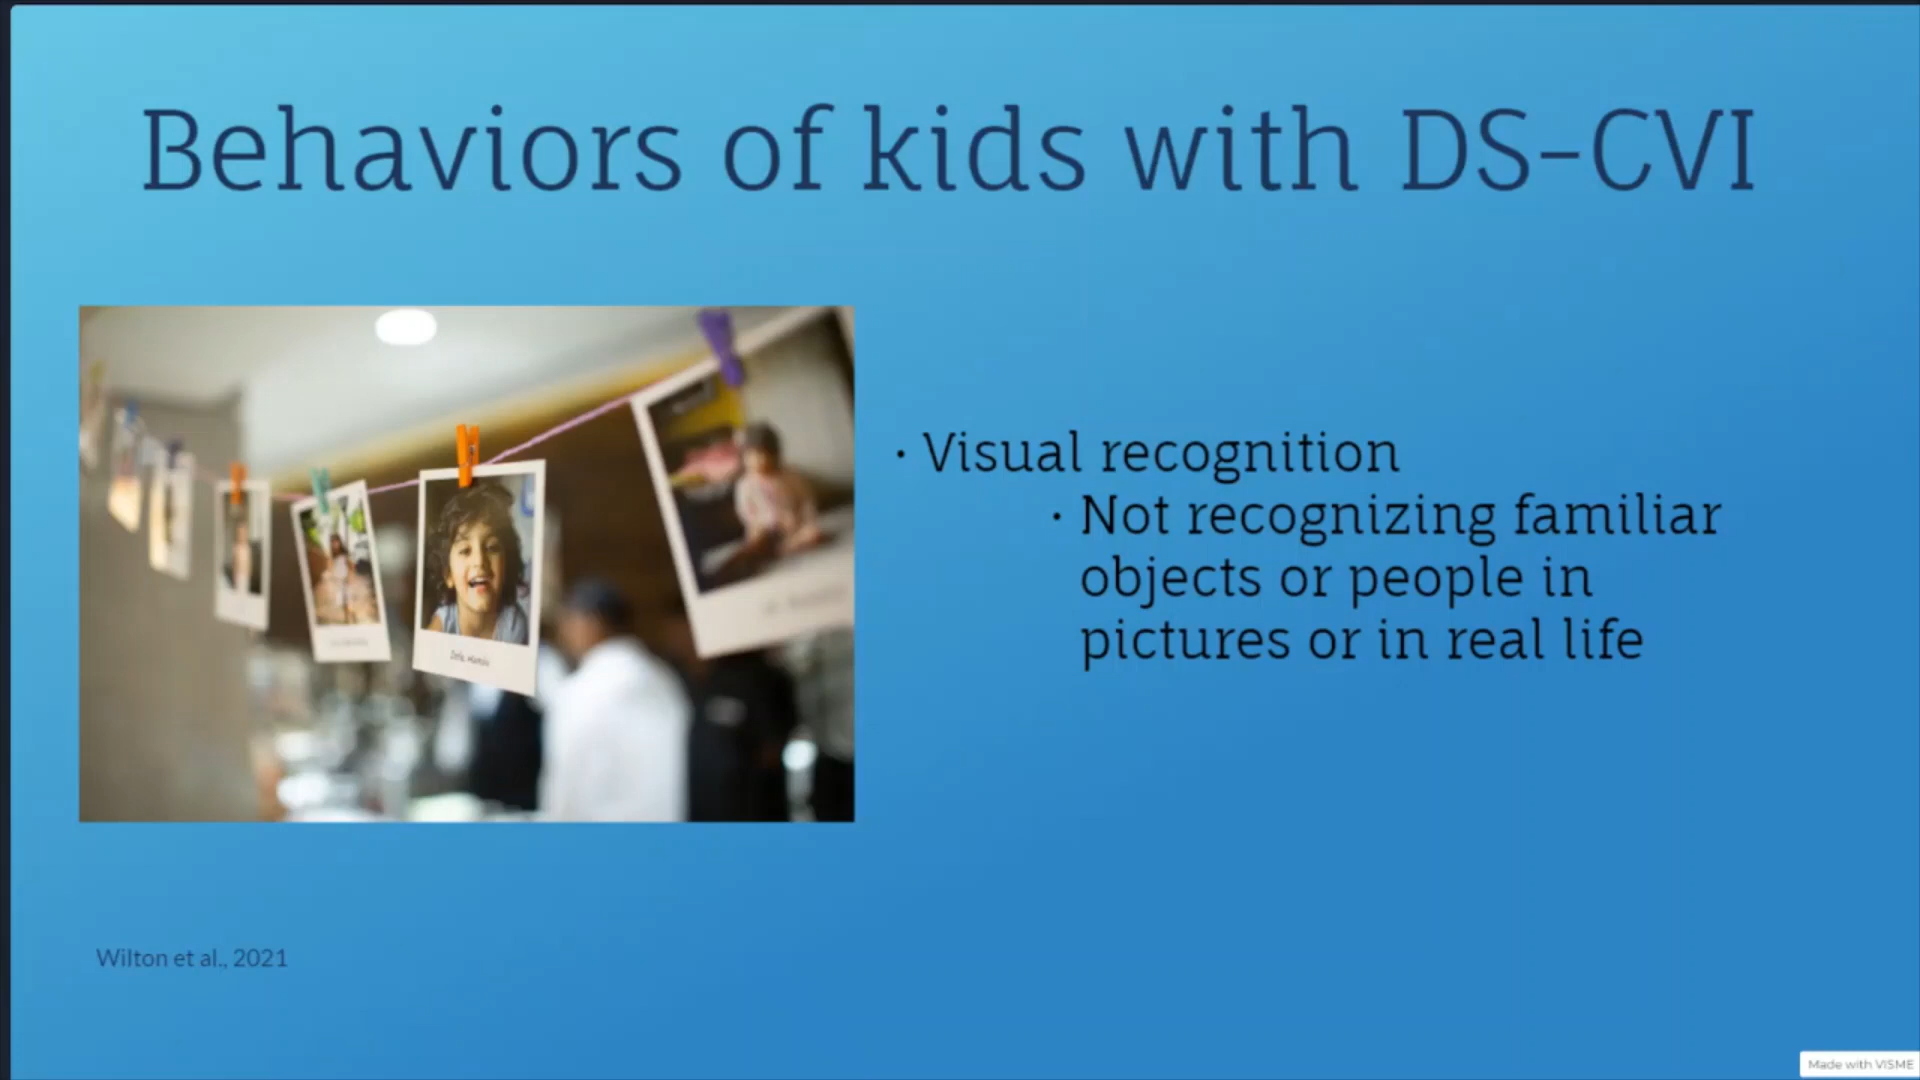 Behaviors of kids with DS-CVI
· Visual recognition
· Not recognizing familiar
objects or people in
pictures or in real life
Wilton et al., 2021
Made with VISME